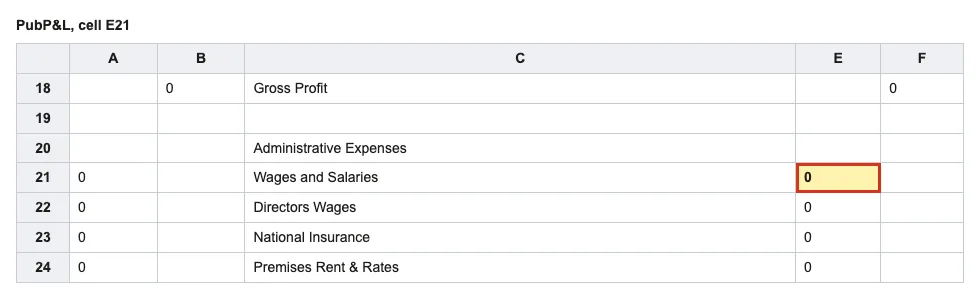 PubP&L, cell E21
A B C E F
18 0 Gross Profit 0
19
20 Administrative Expenses
21 0 Wages and Salaries 0
22 0 Directors Wages 0
23 0 National Insurance 0
24 0 Premises Rent & Rates 0